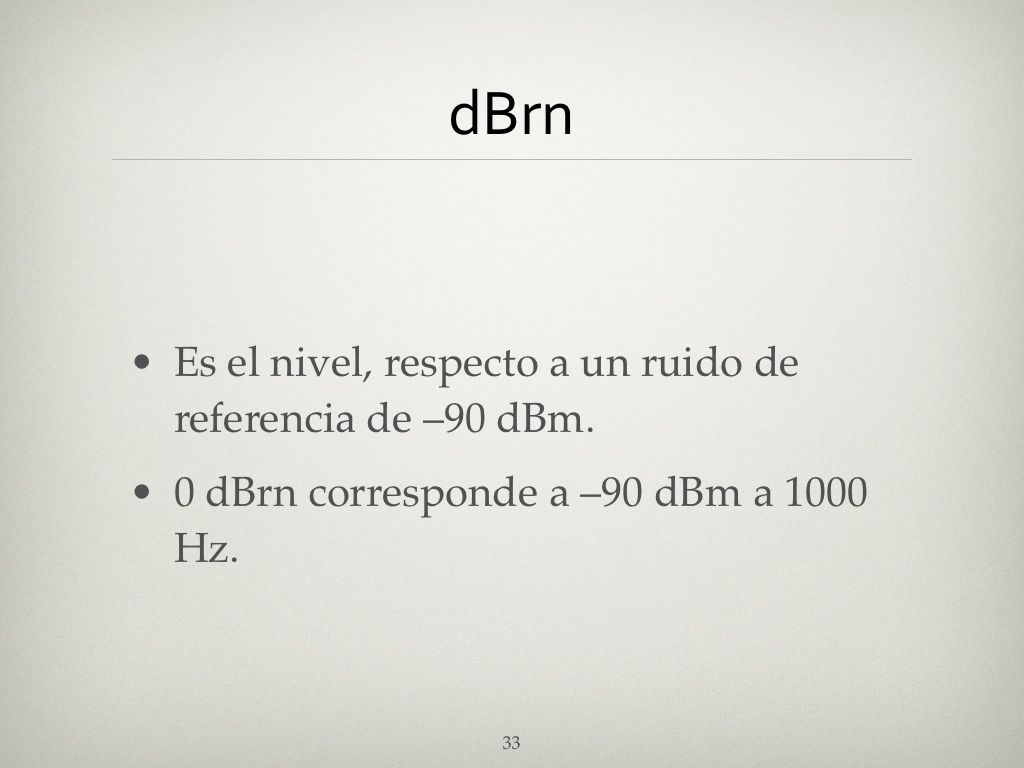 dBrn
• Es el nivel, respecto a un ruido de
referencia de –90 dBm.
• 0 dBrn corresponde a –90 dBm a 1000
Hz.
33